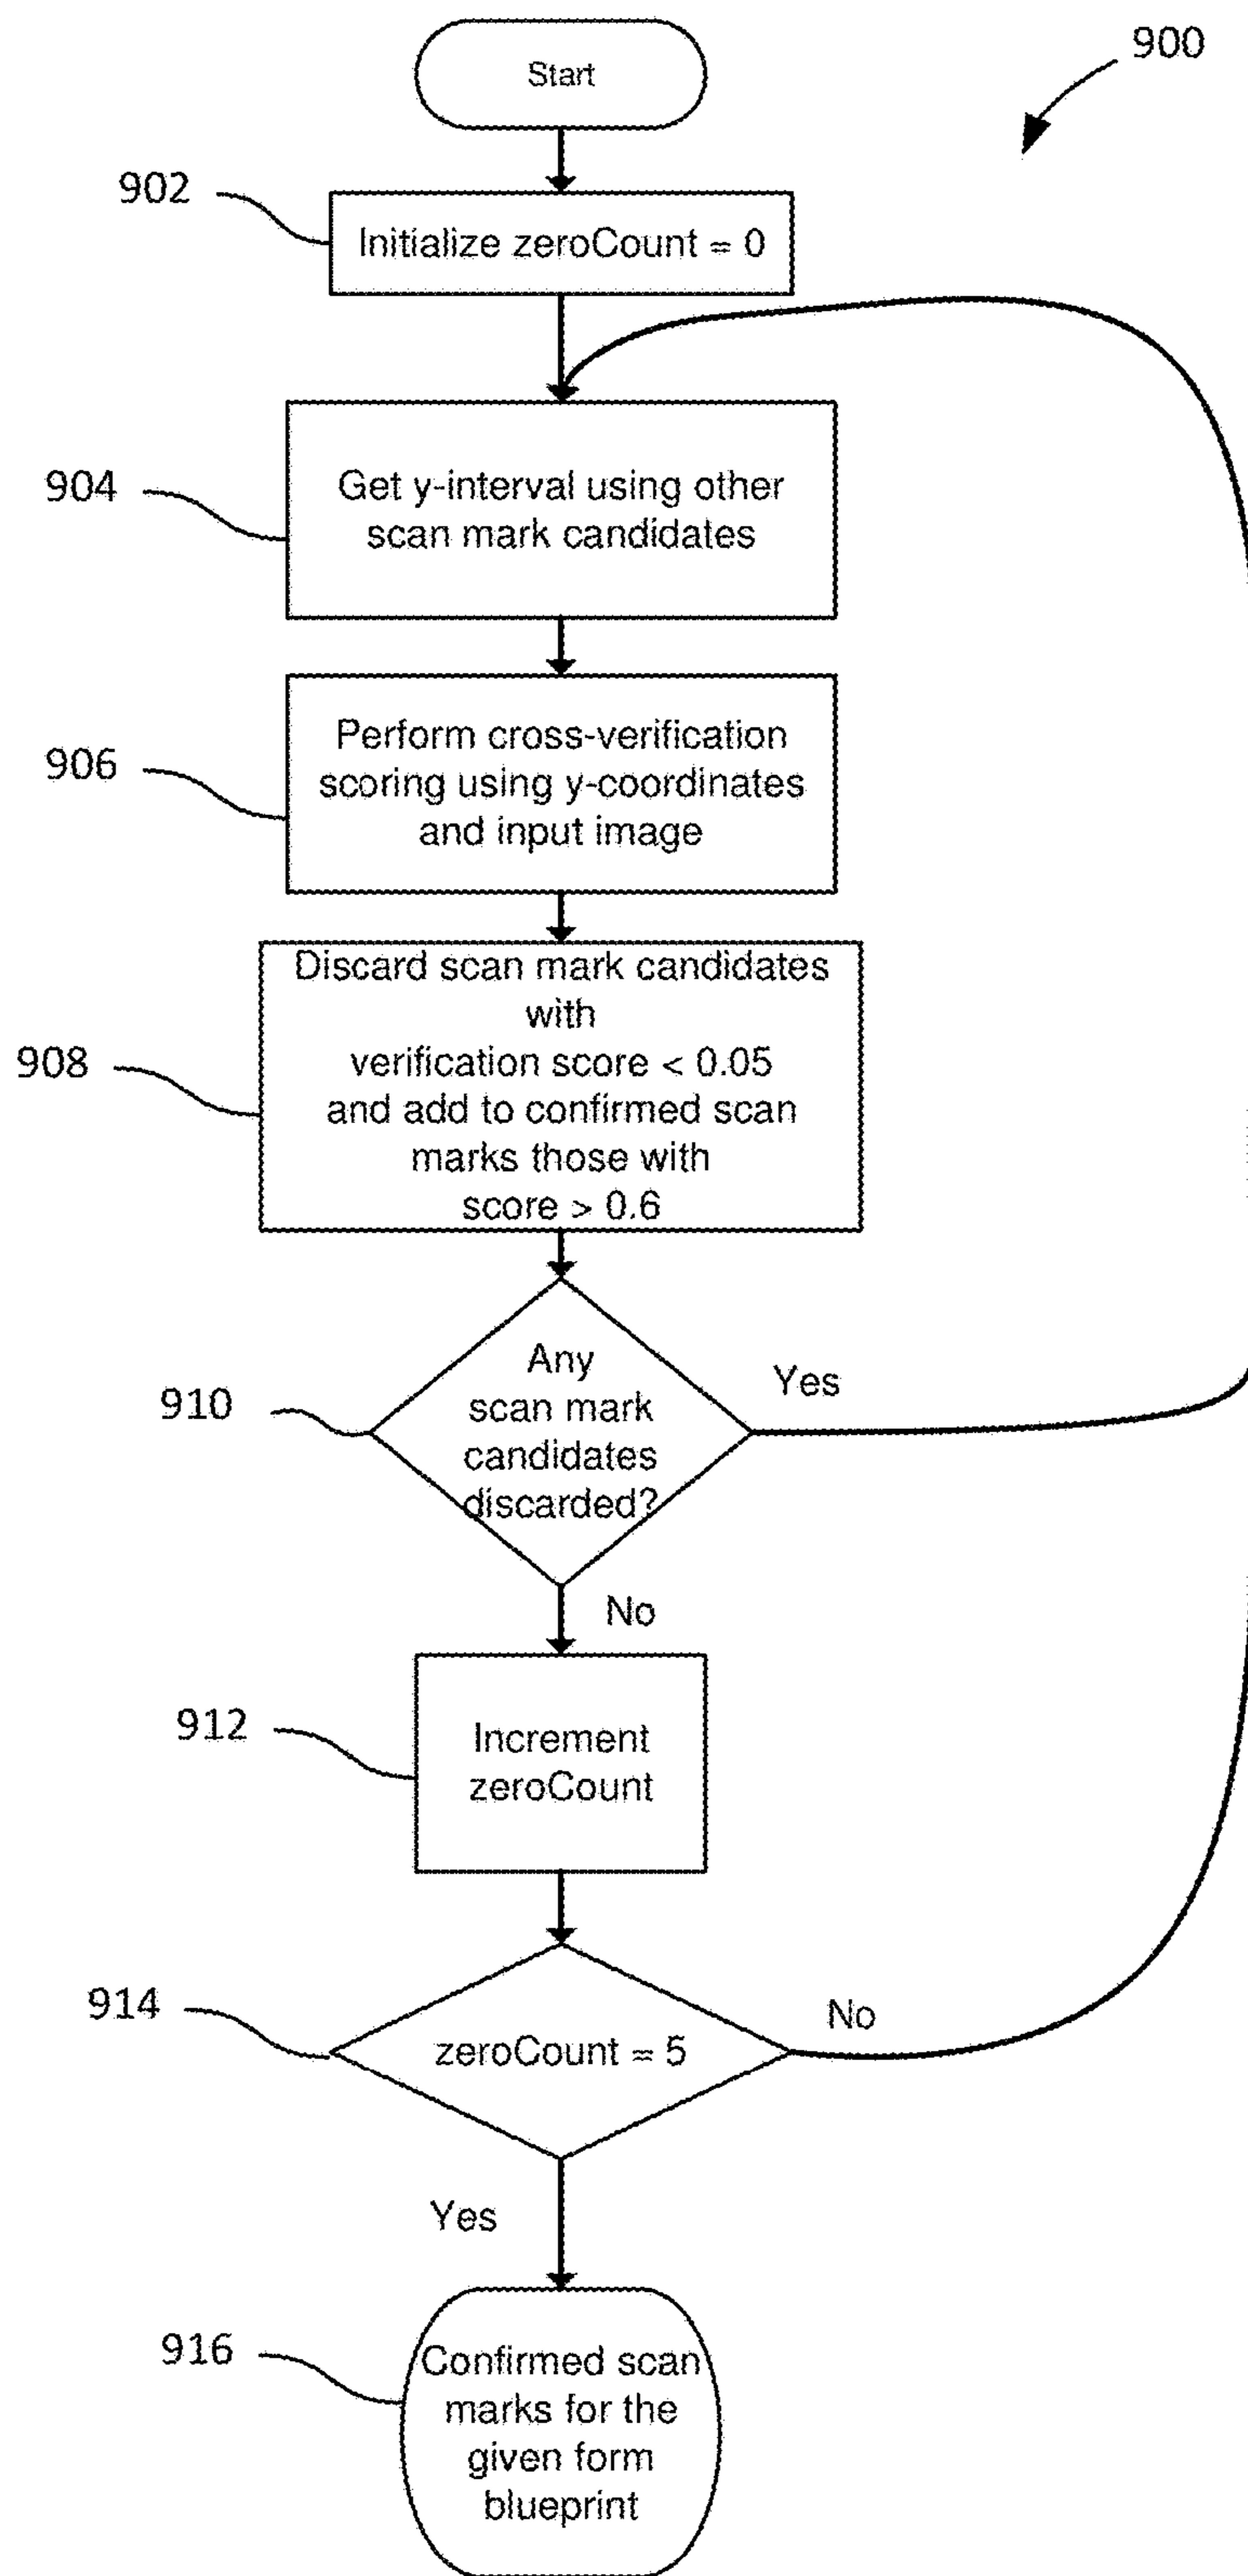 900
Start
902
Initialize zeroCount = 0
904
Get y-interval using other
scan mark candidates
906
Perform cross-verification
scoring using y-coordinates
and input image
908
Discard scan mark candidates
with
verification score < 0.05
and add to confirmed scan
marks those with
score > 0.6
910
Any
scan mark
candidates
discarded?
Yes
No
912
Increment
zeroCount
914
zeroCount = 5
No
Yes
916
Confirmed scan
marks for the
given form
blueprint